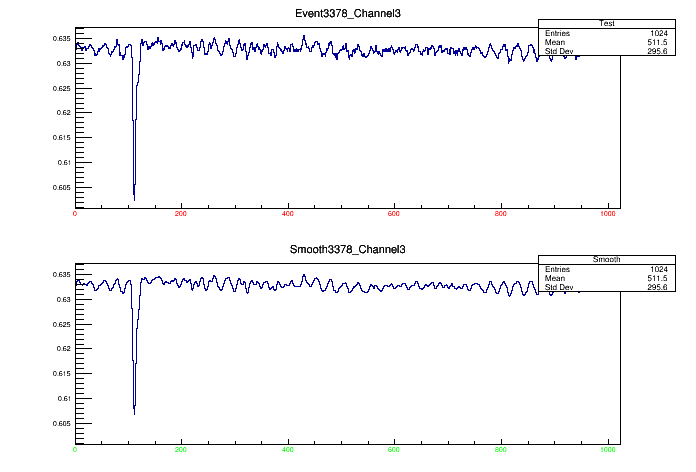 Event3378_Channel3
Test
Entries 1024
Mean 511.5
Std Dev 295.6
0.635
0.63
0.625
0.62
0.615
0.61
0.605
0 200 400 600 800 1000
Smooth3378_Channel3
Smooth
Entries 1024
Mean 511.5
Std Dev 295.6
0.635
0.63
0.625
0.62
0.615
0.61
0.605
0 200 400 600 800 1000